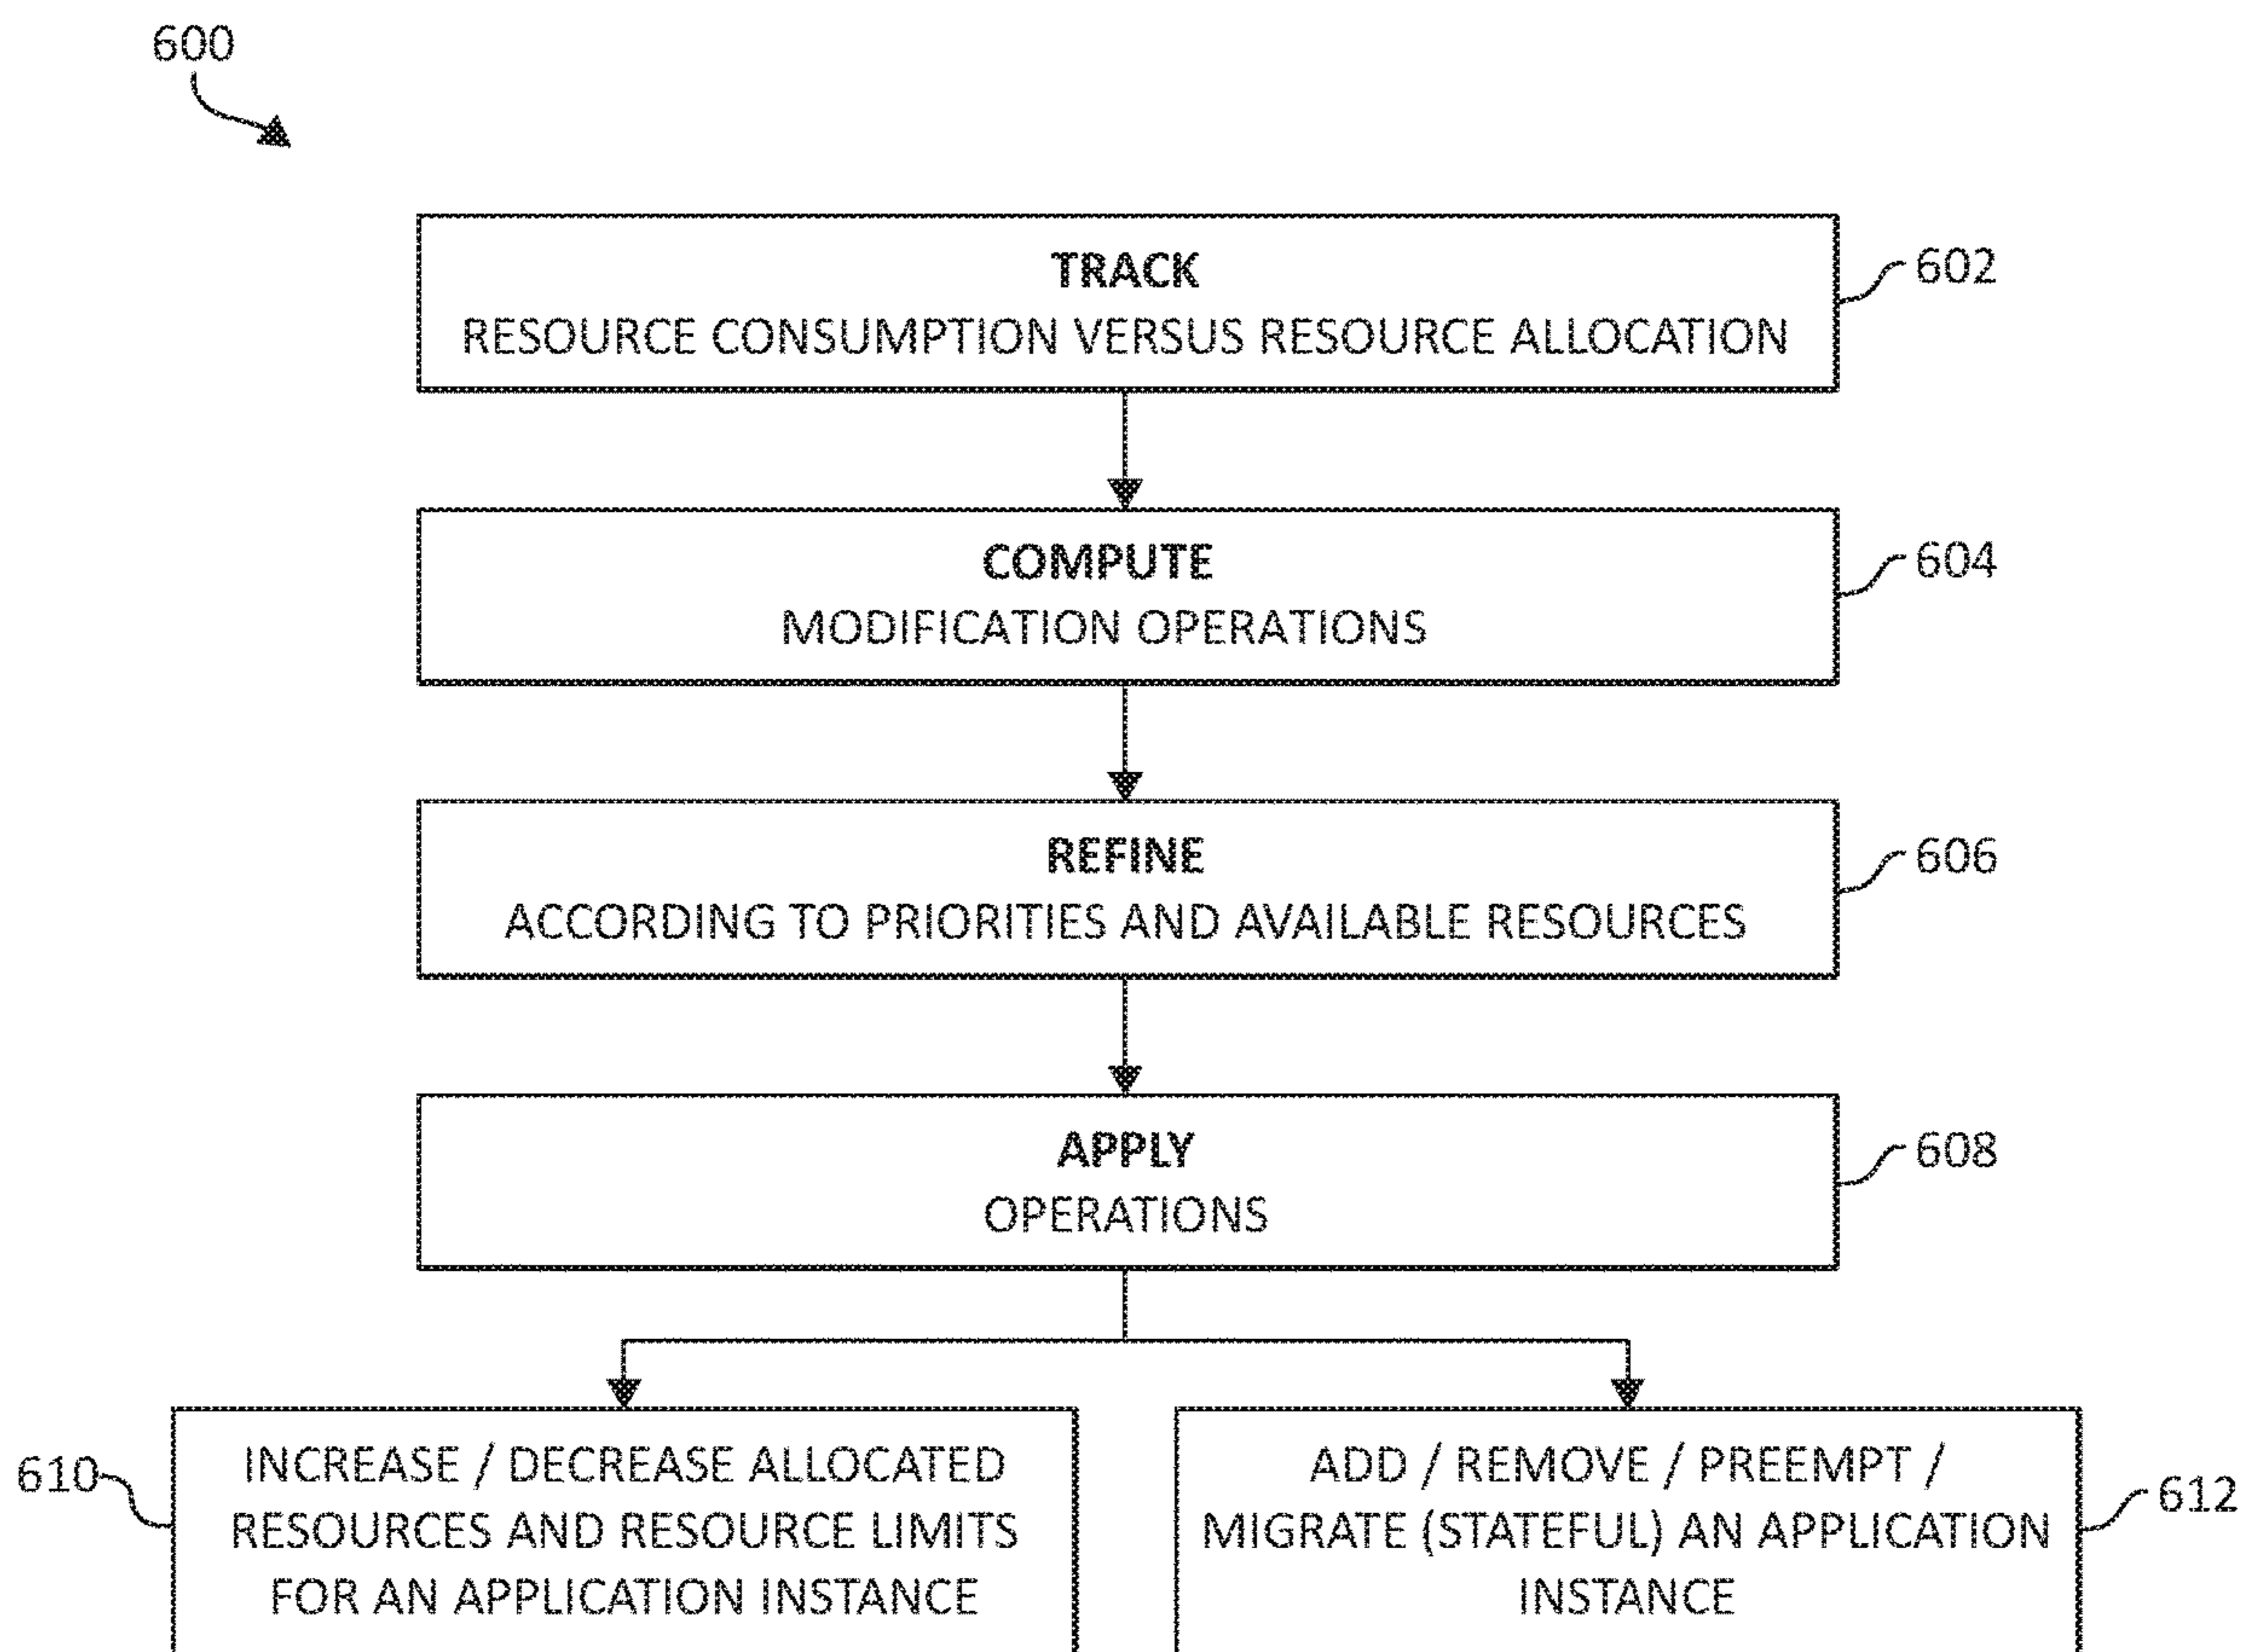 600
TRACK
RESOURCE CONSUMPTION VERSUS RESOURCE ALLOCATION
602
COMPUTE
MODIFICATION OPERATIONS
604
REFINE
ACCORDING TO PRIORITIES AND AVAILABLE RESOURCES
606
APPLY
OPERATIONS
608
610
INCREASE / DECREASE ALLOCATED
RESOURCES AND RESOURCE LIMITS
FOR AN APPLICATION INSTANCE
ADD / REMOVE / PREEMPT /
MIGRATE (STATEFUL) AN APPLICATION
INSTANCE
612